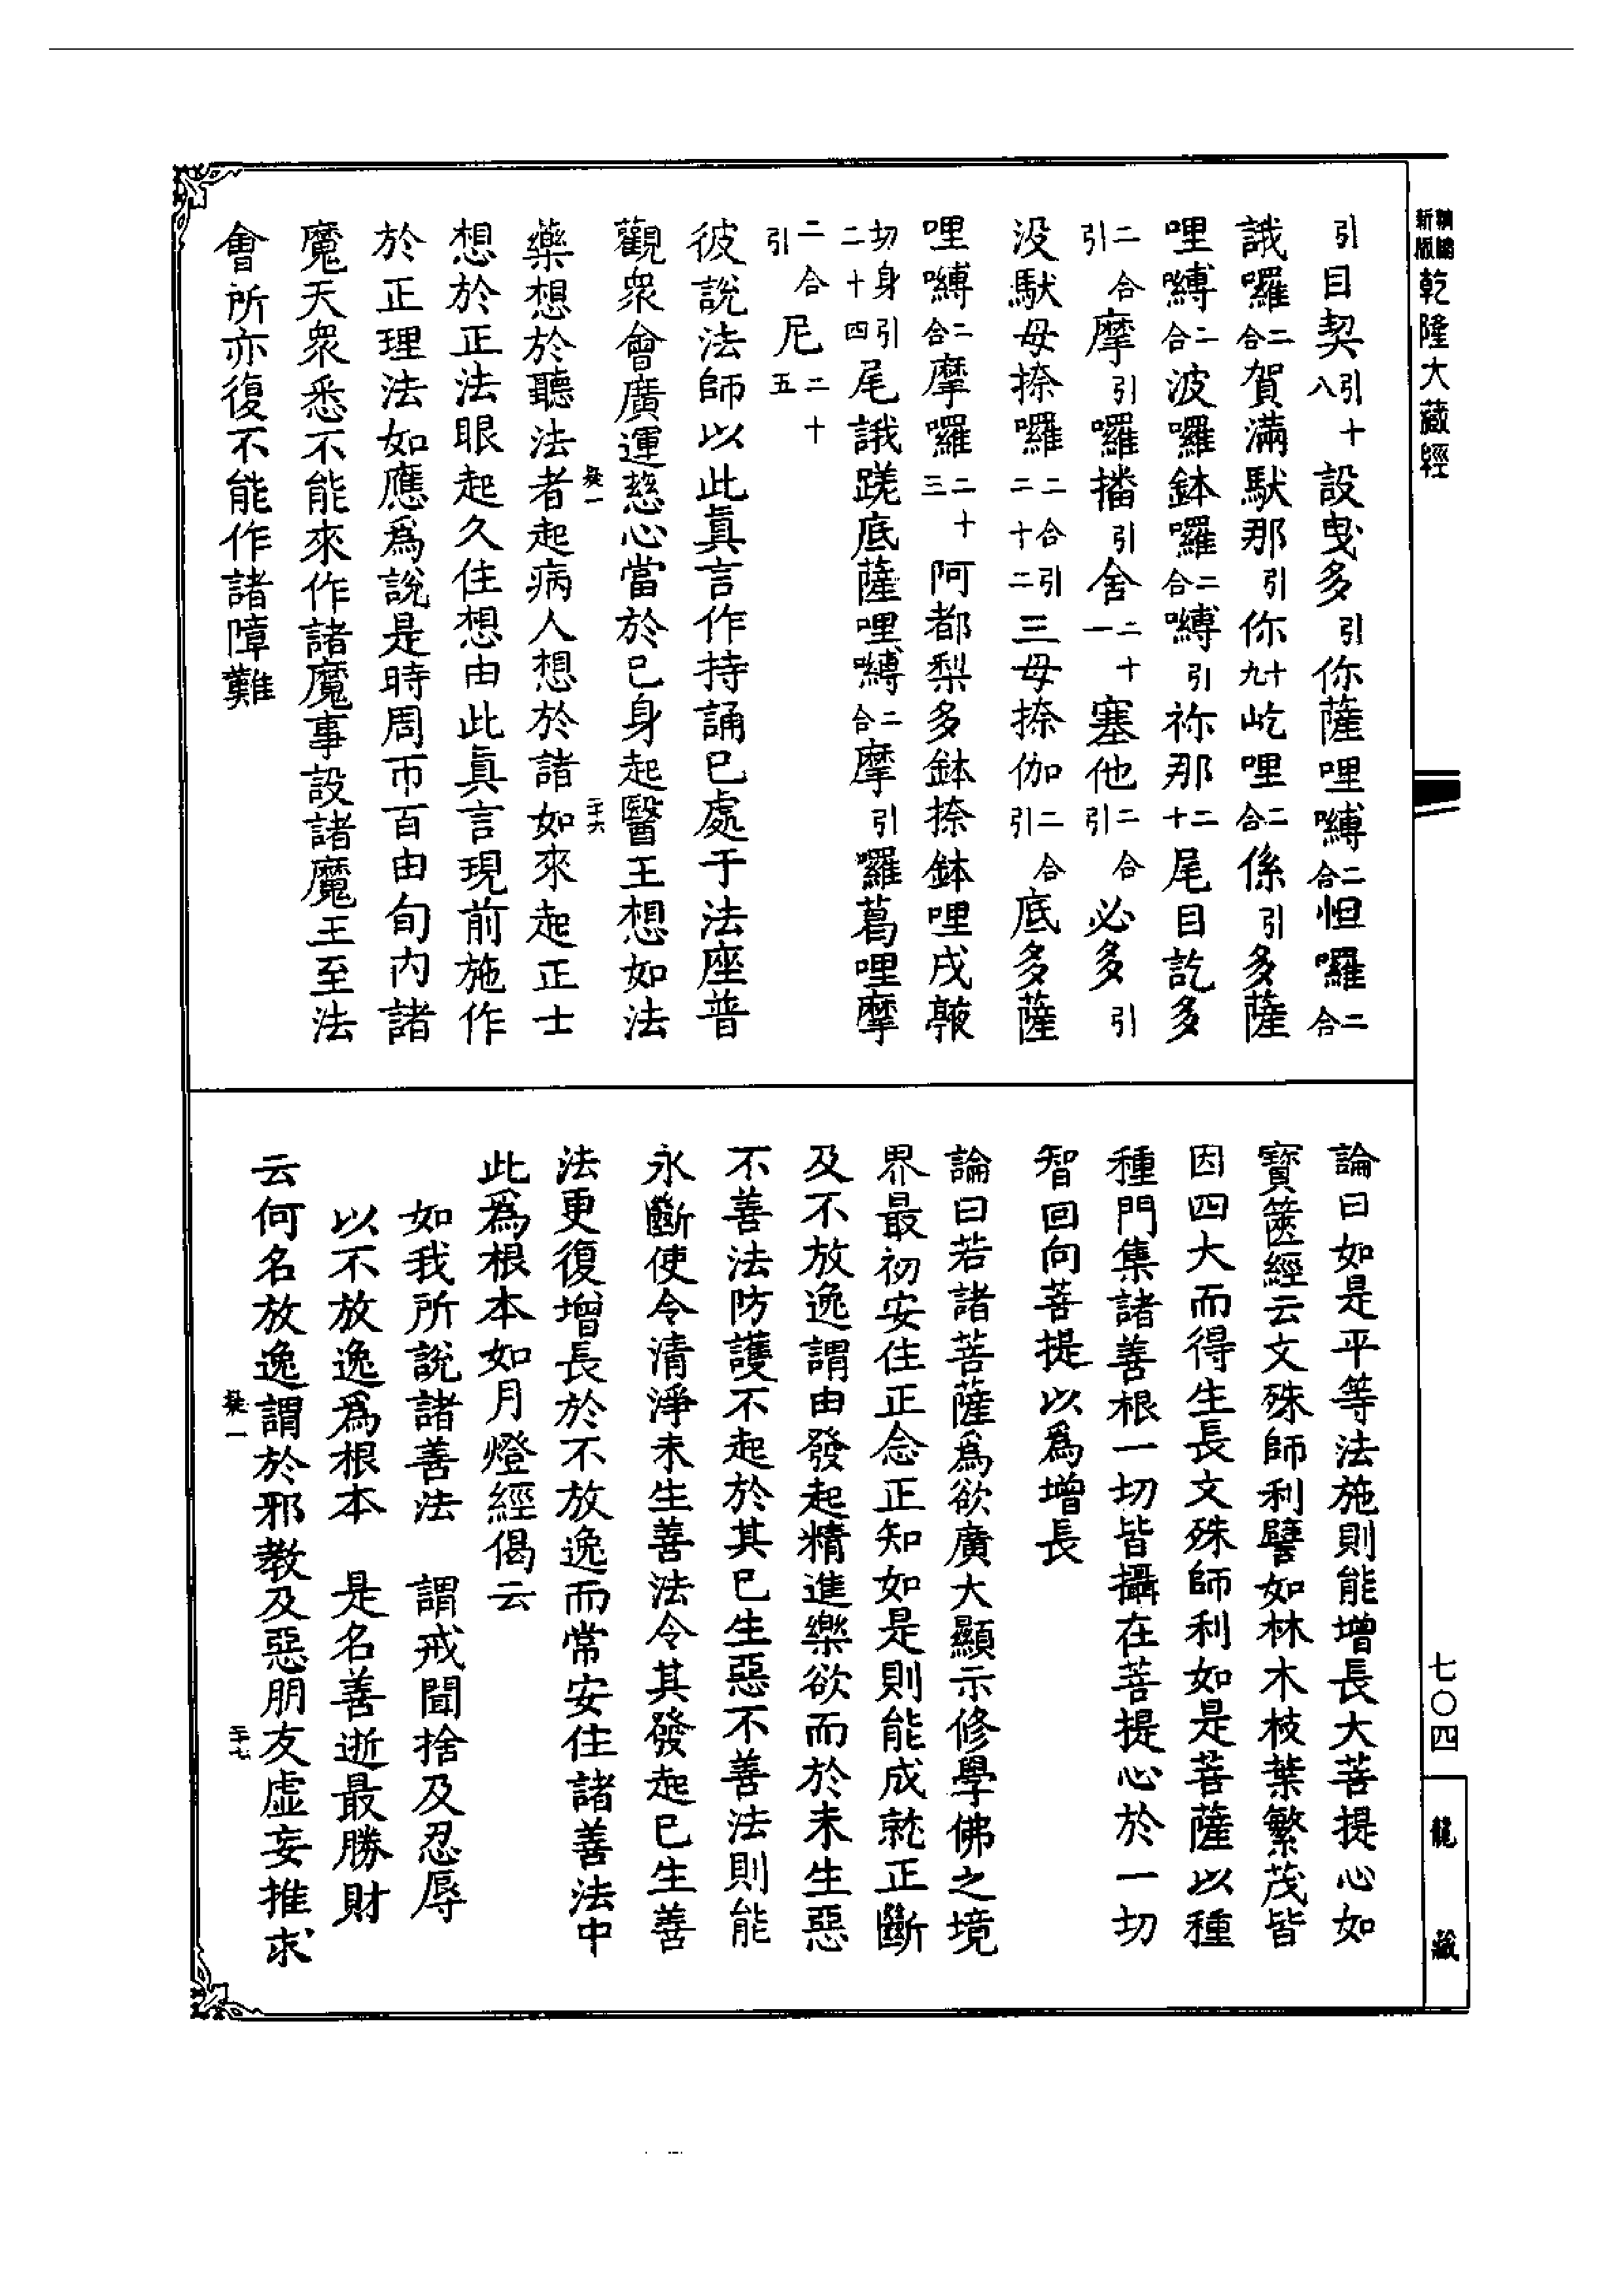 新編縮版 乾隆大藏經
引目契引十八設曳多引你薩哩嚩二合怛囉二合
誐囉二合賀滿馱那引你十九屹哩二合係引多薩
哩嚩二合波囉鉢囉二合嚩引祢那二十尾目訖多
二合引摩引囉播引舍二十一塞他二合引必多引
没馱母捺囉二合引二十二三母捺伽二合引底多薩
哩嚩二合摩囉二十三阿都梨多鉢捺鉢哩戌骸
切身引二十四尾誐蹉底薩哩嚩二合摩引囉葛哩摩
二合引尼二十五
彼說法師以此眞言作持誦已處于法座普
觀衆會廣運慈心當於已身起醫王想如法
疑一 二十六
藥想於聽法者起病人想於諸如來起正士
想於正法眼起久住想由此眞言現前施作
於正理法如應爲說是時周帀百由旬内諸
魔天衆悉不能來作諸魔事設諸魔王至法
會所亦復不能作諸障難
論曰如是平等法施則能增長大菩提心如
寶篋經云文殊師利譬如林木枝葉繁茂皆
因四大而得生長文殊師利如是菩薩以種
種門集諸善根一切皆攝在菩提心於一切
智回向菩提以爲增長
論曰若諸菩薩爲欲廣大顯示修學佛之境
界最初安住正念正知如是則能成就正斷
及不放逸謂由發起精進樂欲而於未生惡
不善法防護不起於其已生惡不善法則能
永斷使令清淨未生善法令其發起已生善
法更復增長於不放逸而常安住諸善法中
此爲根本如月燈經偈云
如我所說諸善法　謂戒聞捨及忍辱
以不放逸爲根本　是名善逝最勝財
云何名放逸謂於邪教及惡朋友虛妄推求
疑一 二十七
七〇四
龍藏